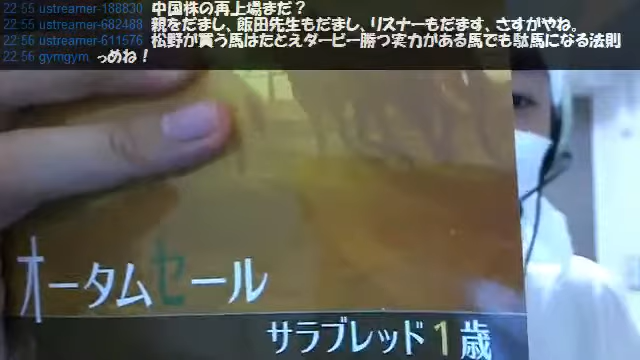 22:55 ustreamer-188830 中国株の再上場まだ？
22:55 ustreamer-682488 親をだまし、飯田先生もだまし、リスナーもだます、さすがやね。
22:56 ustreamer-611576 松野が買う馬はたとえダービー勝つ実力がある馬でも駄馬になる法則
22:56 gymgym っめね！
オータムセール
サラブレッド1歳